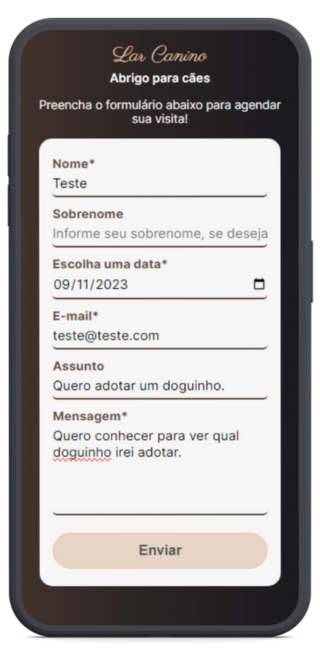 Lar Canino
Abrigo para cães
Preencha o formulário abaixo para agendar
sua visita!
Nome*
Teste
Sobrenome
Informe seu sobrenome, se deseja
Escolha uma data*
09/11/2023
E-mail*
teste@teste.com
Assunto
Quero adotar um doguinho.
Mensagem*
Quero conhecer para ver qual
doguinho irei adotar.
Enviar